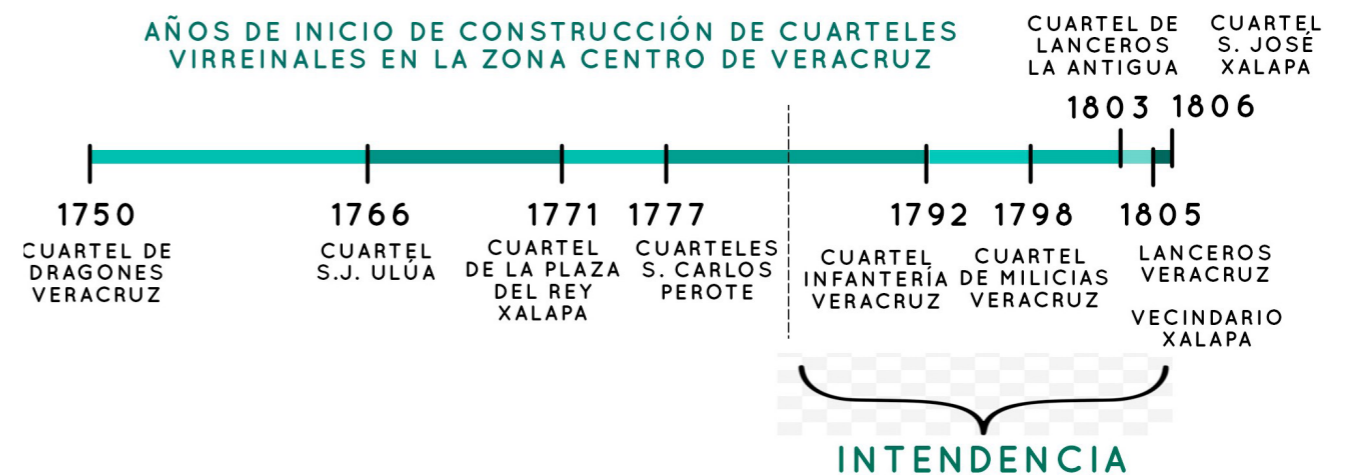 AÑOS DE INICIO DE CONSTRUCCIÓN DE CUARTELES
VIRREINALES EN LA ZONA CENTRO DE VERACRUZ
CUARTEL DE
LANCEROS
LA ANTIGUA
1803
CUARTEL
S. JOSÉ
XALAPA
1806
1750
CUARTEL DE
DRAGONES
VERACRUZ
1766
CUARTEL
S.J. ULÚA
1771
CUARTEL
DE LA PLAZA
DEL REY
XALAPA
1777
CUARTELES
S. CARLOS
PEROTE
1792
CUARTEL
INFANTERÍA
VERACRUZ
1798
CUARTEL
DE MILICIAS
VERACRUZ
1805
LANCEROS
VERACRUZ
VECINDARIO
XALAPA
INTENDENCIA